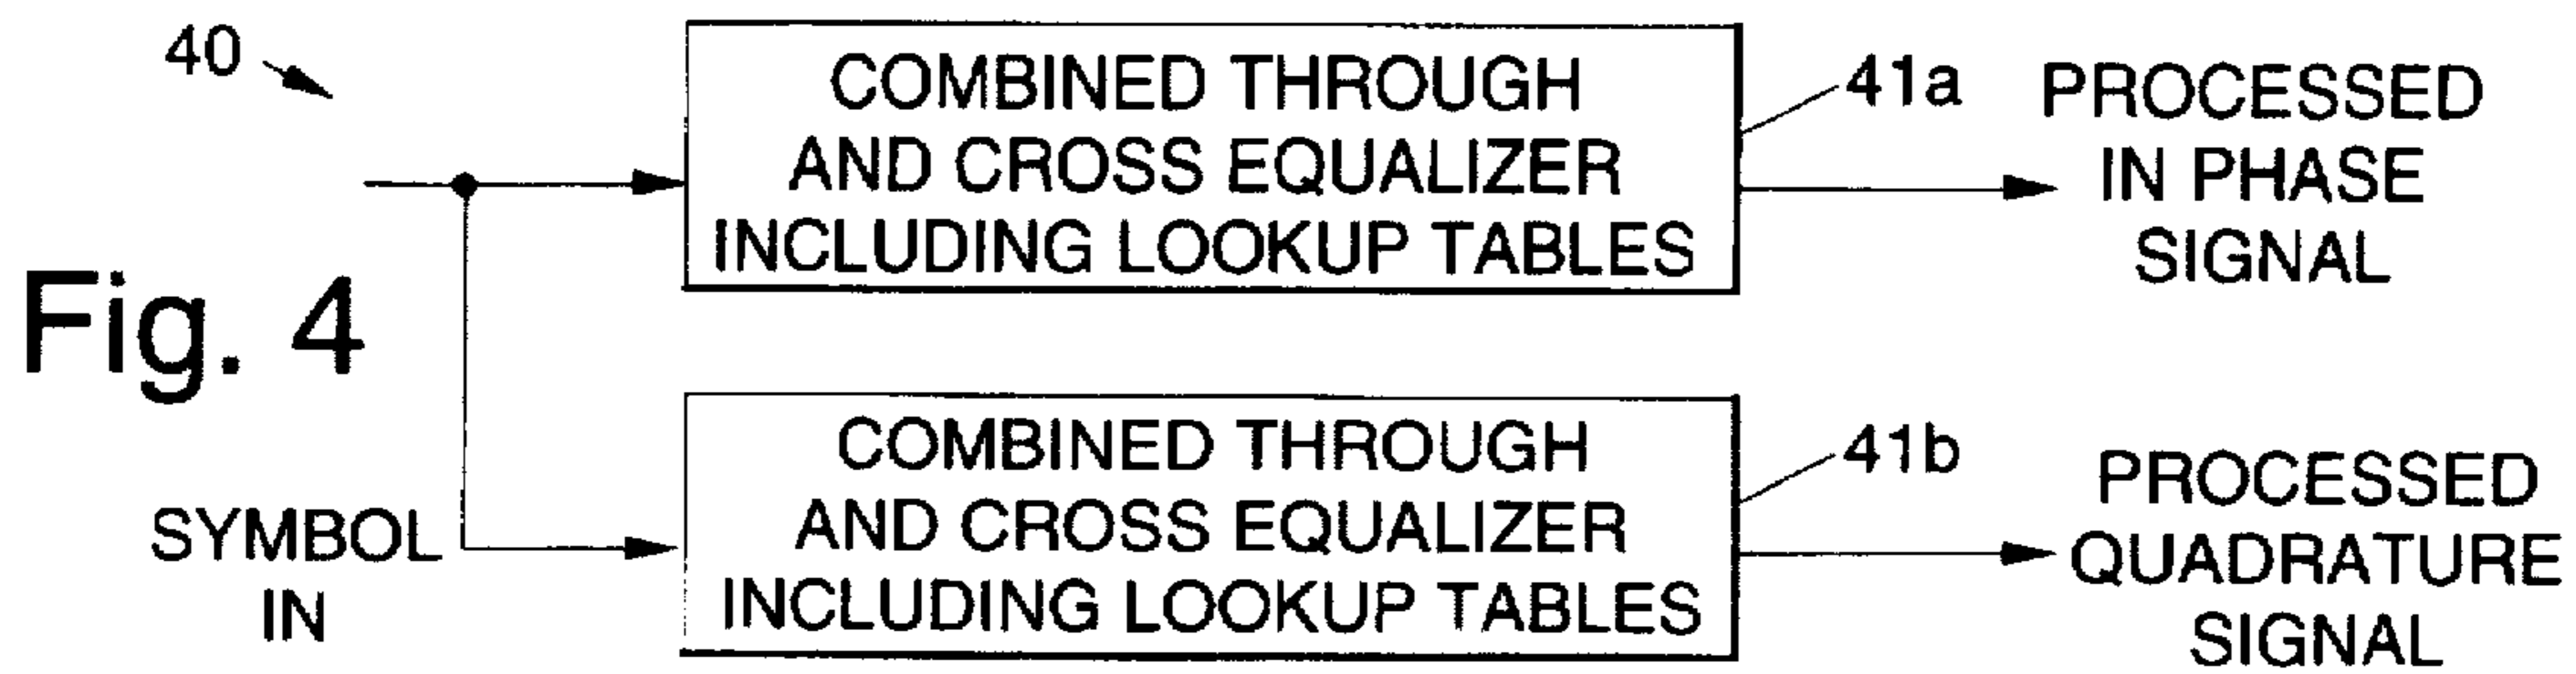 40
COMBINED THROUGH
AND CROSS EQUALIZER
INCLUDING LOOKUP TABLES
41a
PROCESSED
IN PHASE
SIGNAL
Fig. 4
SYMBOL
IN
COMBINED THROUGH
AND CROSS EQUALIZER
INCLUDING LOOKUP TABLES
41b
PROCESSED
QUADRATURE
SIGNAL